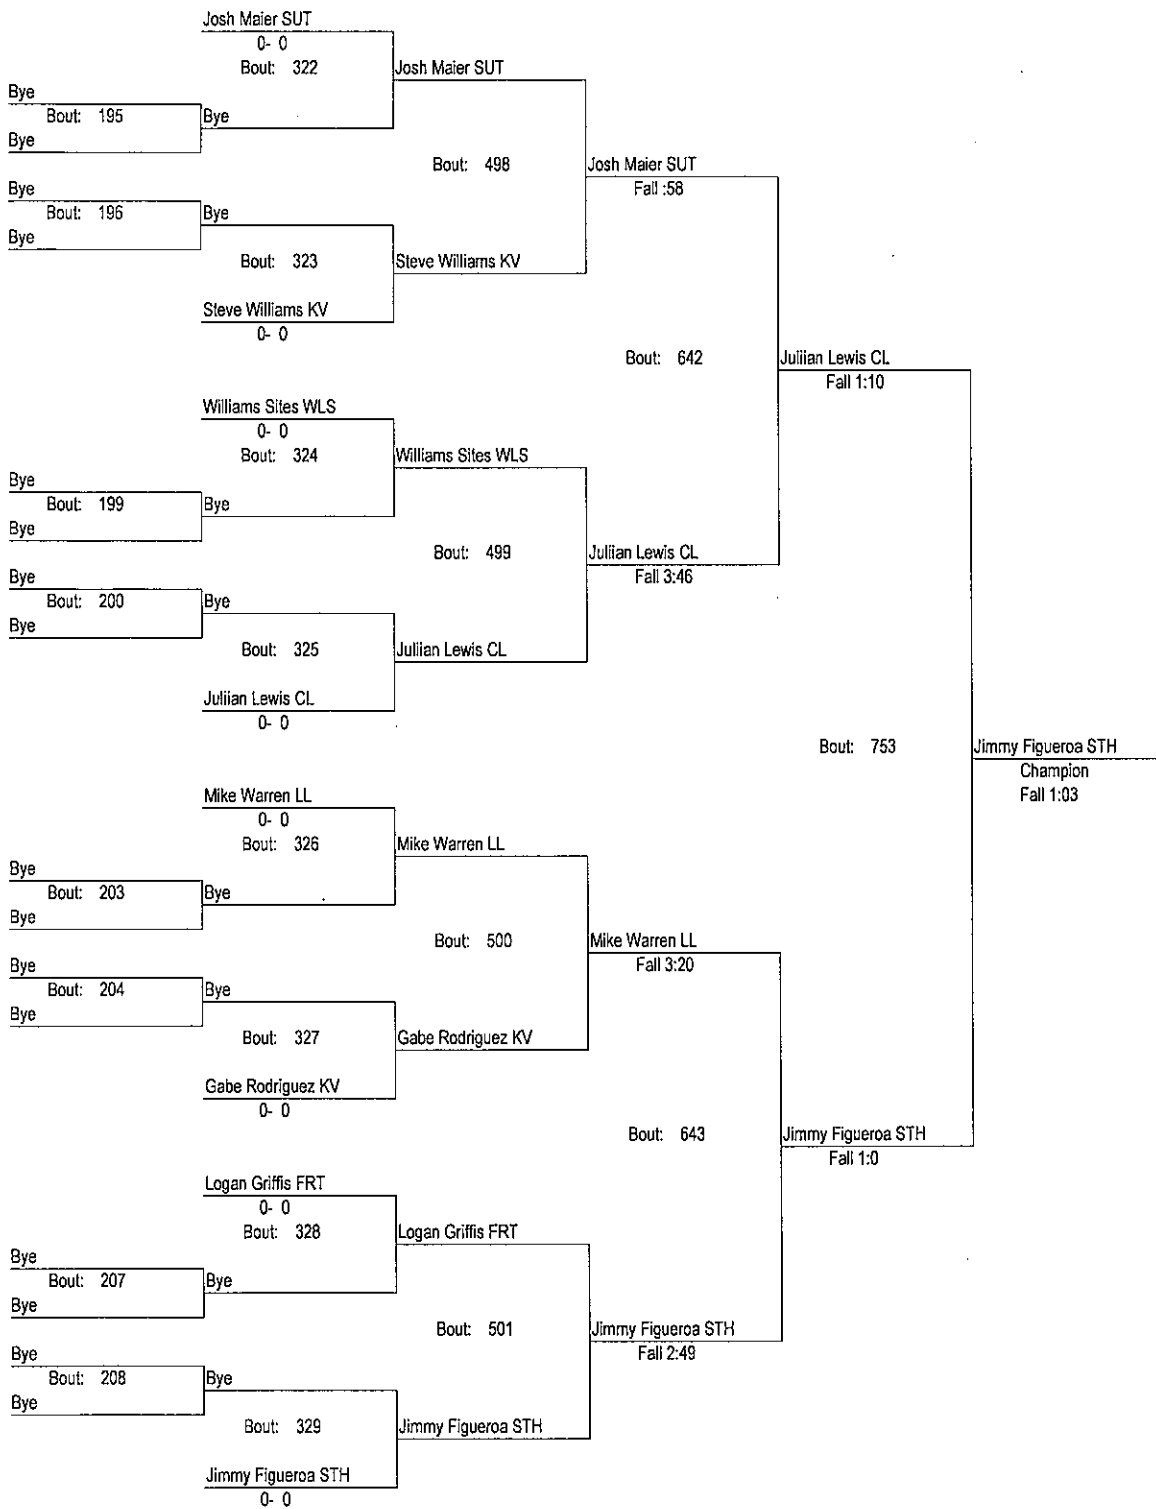 Josh Maier SUT
0- 0
Bout: 322
Josh Maier SUT
Bye
Bout: 195
Bye
Bye
Bout: 498
Josh Maier SUT
Fall :58
Bye
Bout: 196
Bye
Bye
Bout: 323
Steve Williams KV
Steve Williams KV
0- 0
Bout: 642
Juliian Lewis CL
Fall 1:10
Williams Sites WLS
0- 0
Bout: 324
Williams Sites WLS
Bye
Bout: 199
Bye
Bye
Bout: 499
Juliian Lewis CL
Fall 3:46
Bye
Bout: 200
Bye
Bye
Bout: 325
Juliian Lewis CL
Juliian Lewis CL
0- 0
Bout: 753
Jimmy Figueroa STH
Champion
Fall 1:03
Mike Warren LL
0- 0
Bout: 326
Mike Warren LL
Bye
Bout: 203
Bye
Bye
Bout: 500
Mike Warren LL
Fall 3:20
Bye
Bout: 204
Bye
Bye
Bout: 327
Gabe Rodriguez KV
Gabe Rodriguez KV
0- 0
Bout: 643
Jimmy Figueroa STH
Fall 1:0
Logan Griffis FRT
0- 0
Bout: 328
Logan Griffis FRT
Bye
Bout: 207
Bye
Bye
Bout: 501
Jimmy Figueroa STH
Fall 2:49
Bye
Bout: 208
Bye
Bye
Bout: 329
Jimmy Figueroa STH
Jimmy Figueroa STH
0- 0